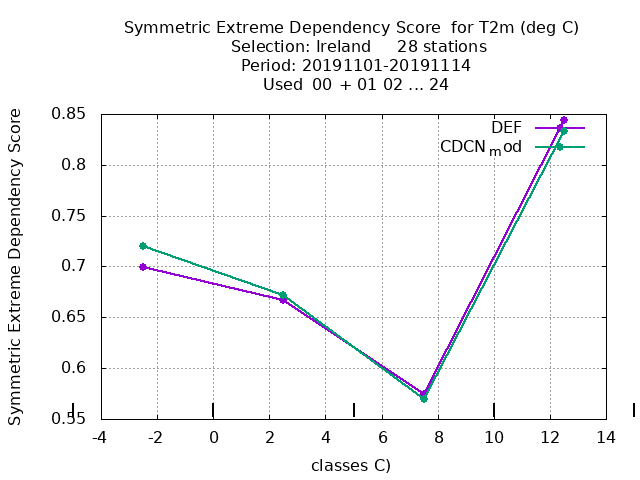 Symmetric Extreme Dependency Score for T2m (deg C)
Selection: Ireland 28 stations
Period: 20191101-20191114
Used 00 + 01 02 ... 24
Symmetric Extreme Dependency Score
0.85
0.8
0.75
0.7
0.65
0.6
0.55
DEF
CDCNmod
-4 -2 0 2 4 6 8 10 12 14
classes C)